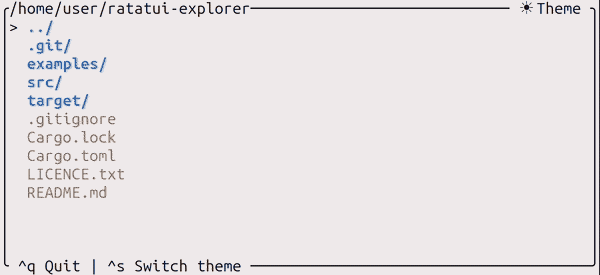 /home/user/ratatui-explorer ☀ Theme
> ../
.git/
examples/
src/
target/
.gitignore
Cargo.lock
Cargo.toml
LICENCE.txt
README.md
^q Quit | ^s Switch theme